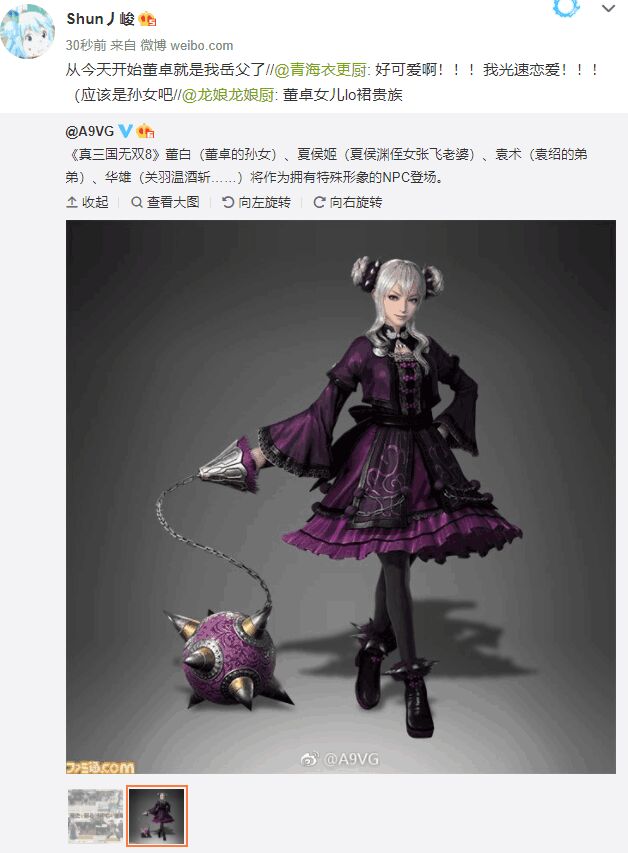 Shun丿峻
30秒前 来自 微博 weibo.com
从今天开始董卓就是我岳父了//@青海衣更厨: 好可爱啊！！！我光速恋爱！！！
（应该是孙女吧//@龙娘龙娘厨: 董卓女儿lo裙贵族
@A9VG
《真三国无双8》董白（董卓的孙女）、夏侯姬（夏侯渊侄女张飞老婆）、袁术（袁绍的弟
弟）、华雄（关羽温酒斩……）将作为拥有特殊形象的NPC登场。
收起 查看大图 向左旋转 向右旋转
@A9VG
ファミ通.com